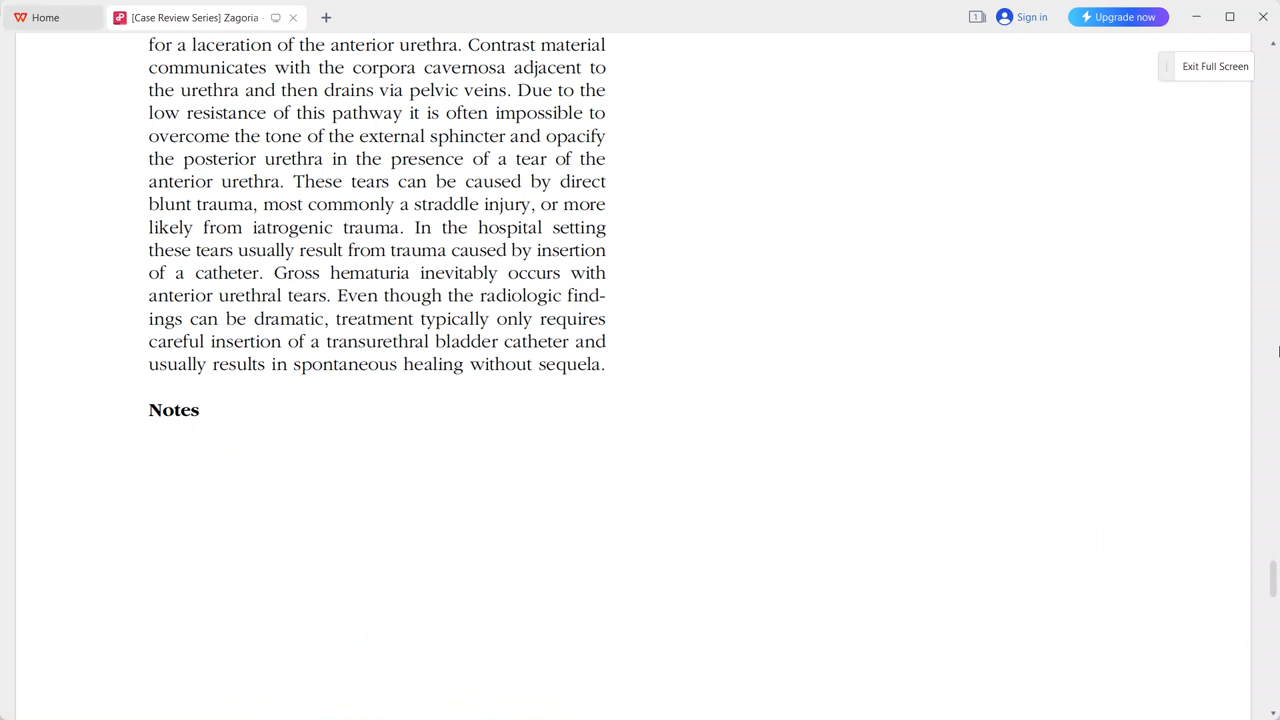 Home
[Case Review Series] Zagoria
1
Sign in
Upgrade now
Exit Full Screen
for a laceration of the anterior urethra. Contrast material
communicates with the corpora cavernosa adjacent to
the urethra and then drains via pelvic veins. Due to the
low resistance of this pathway it is often impossible to
overcome the tone of the external sphincter and opacify
the posterior urethra in the presence of a tear of the
anterior urethra. These tears can be caused by direct
blunt trauma, most commonly a straddle injury, or more
likely from iatrogenic trauma. In the hospital setting
these tears usually result from trauma caused by insertion
of a catheter. Gross hematuria inevitably occurs with
anterior urethral tears. Even though the radiologic find-
ings can be dramatic, treatment typically only requires
careful insertion of a transurethral bladder catheter and
usually results in spontaneous healing without sequela.
Notes